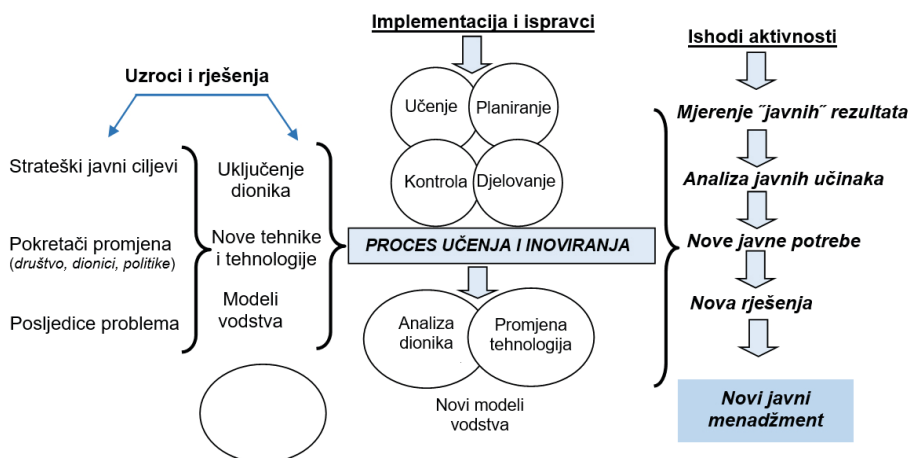 Uzroci i rješenja
Strateški javni ciljevi
Pokretači promjena
(društvo, dionici, politike)
Posljedice problema
Uključenje
dionika
Nove tehnike
i tehnologije
Modeli
vodstva
Implementacija i ispravci
Učenje
Planiranje
Kontrola
Djelovanje
PROCES UČENJA I INOVIRANJA
Analiza
dionika
Promjena
tehnologija
Novi modeli
vodstva
Ishodi aktivnosti
Mjerenje ˝javnih˝ rezultata
Analiza javnih učinaka
Nove javne potrebe
Nova rješenja
Novi javni
menadžment